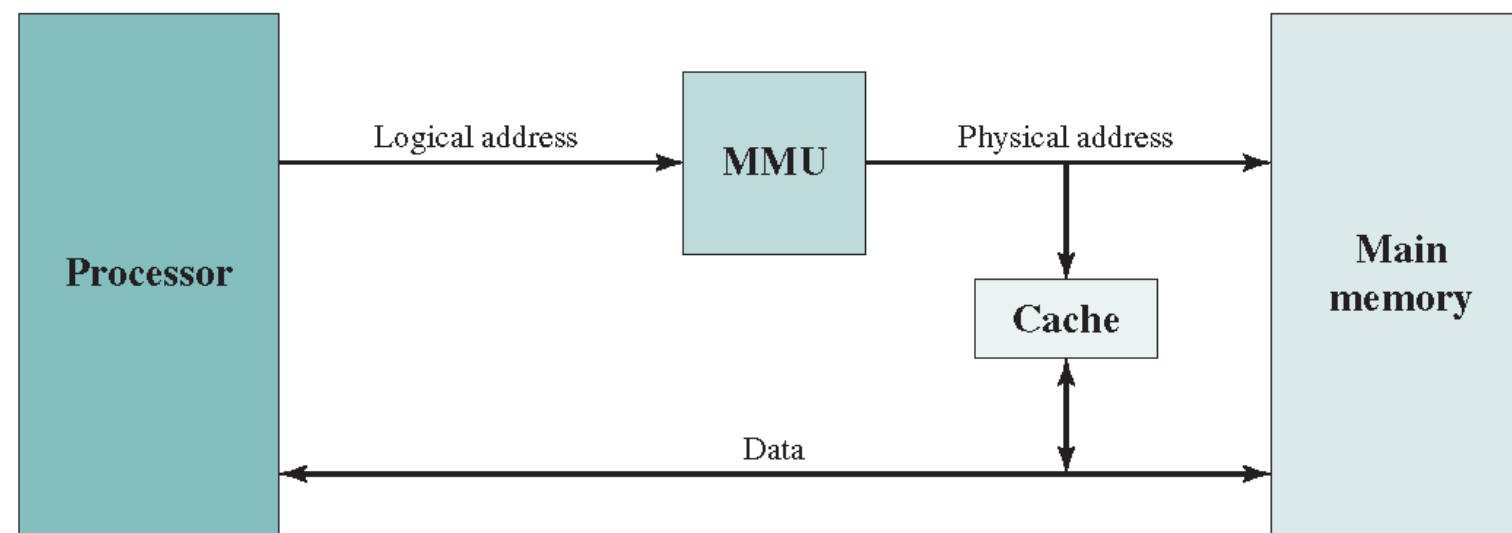 Logical address
MMU
Physical address
Processor
Cache
Main
memory
Data